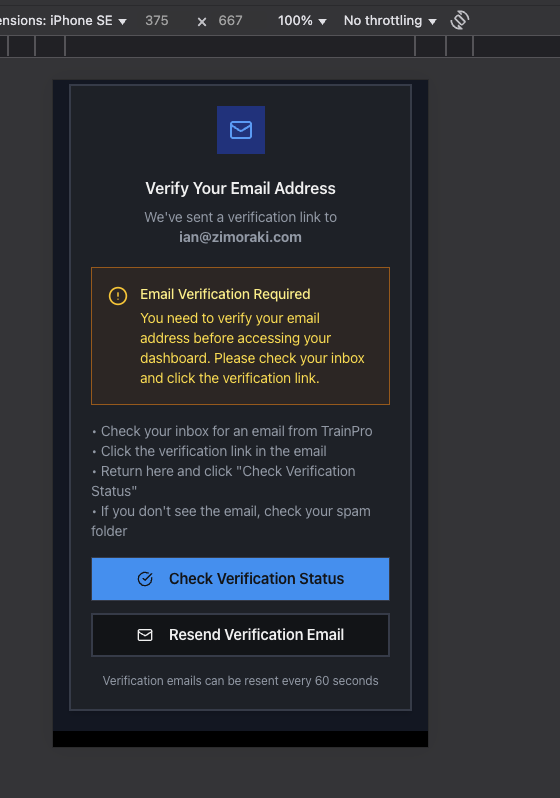 ensions: iPhone SE ▼ 375 × 667 100% ▼ No throttling ▼
Verify Your Email Address
We've sent a verification link to
ian@zimoraki.com
Email Verification Required
You need to verify your email
address before accessing your
dashboard. Please check your inbox
and click the verification link.
• Check your inbox for an email from TrainPro
• Click the verification link in the email
• Return here and click "Check Verification
Status"
• If you don't see the email, check your spam
folder
Check Verification Status
Resend Verification Email
Verification emails can be resent every 60 seconds